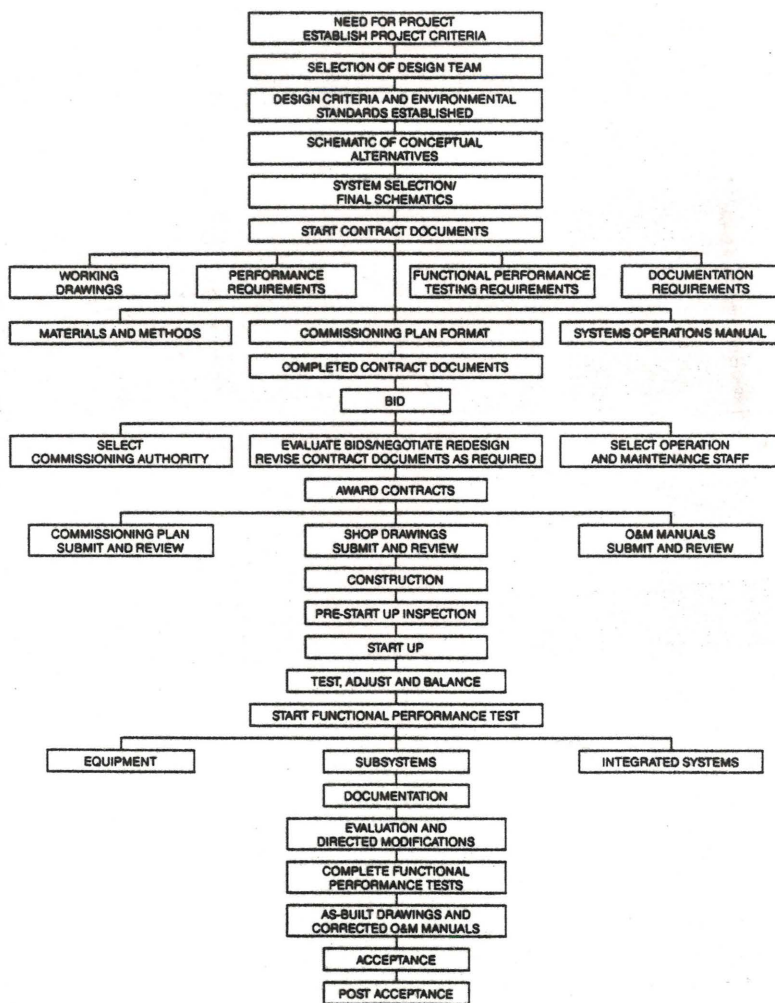 NEED FOR PROJECT
ESTABLISH PROJECT CRITERIA
SELECTION OF DESIGN TEAM
DESIGN CRITERIA AND ENVIRONMENTAL
STANDARDS ESTABLISHED
SCHEMATIC OF CONCEPTUAL
ALTERNATIVES
SYSTEM SELECTION/
FINAL SCHEMATICS
START CONTRACT DOCUMENTS
WORKING
DRAWINGS
PERFORMANCE
REQUIREMENTS
FUNCTIONAL PERFORMANCE
TESTING REQUIREMENTS
DOCUMENTATION
REQUIREMENTS
MATERIALS AND METHODS
COMMISSIONING PLAN FORMAT
SYSTEMS OPERATIONS MANUAL
COMPLETED CONTRACT DOCUMENTS
BID
SELECT
COMMISSIONING AUTHORITY
EVALUATE BIDS/NEGOTIATE REDESIGN
REVISE CONTRACT DOCUMENTS AS REQUIRED
SELECT OPERATION
AND MAINTENANCE STAFF
AWARD CONTRACTS
COMMISSIONING PLAN
SUBMIT AND REVIEW
SHOP DRAWINGS
SUBMIT AND REVIEW
O&M MANUALS
SUBMIT AND REVIEW
CONSTRUCTION
PRE-START UP INSPECTION
START UP
TEST, ADJUST AND BALANCE
START FUNCTIONAL PERFORMANCE TEST
EQUIPMENT
SUBSYSTEMS
INTEGRATED SYSTEMS
DOCUMENTATION
EVALUATION AND
DIRECTED MODIFICATIONS
COMPLETE FUNCTIONAL
PERFORMANCE TESTS
AS-BUILT DRAWINGS AND
CORRECTED O&M MANUALS
ACCEPTANCE
POST ACCEPTANCE